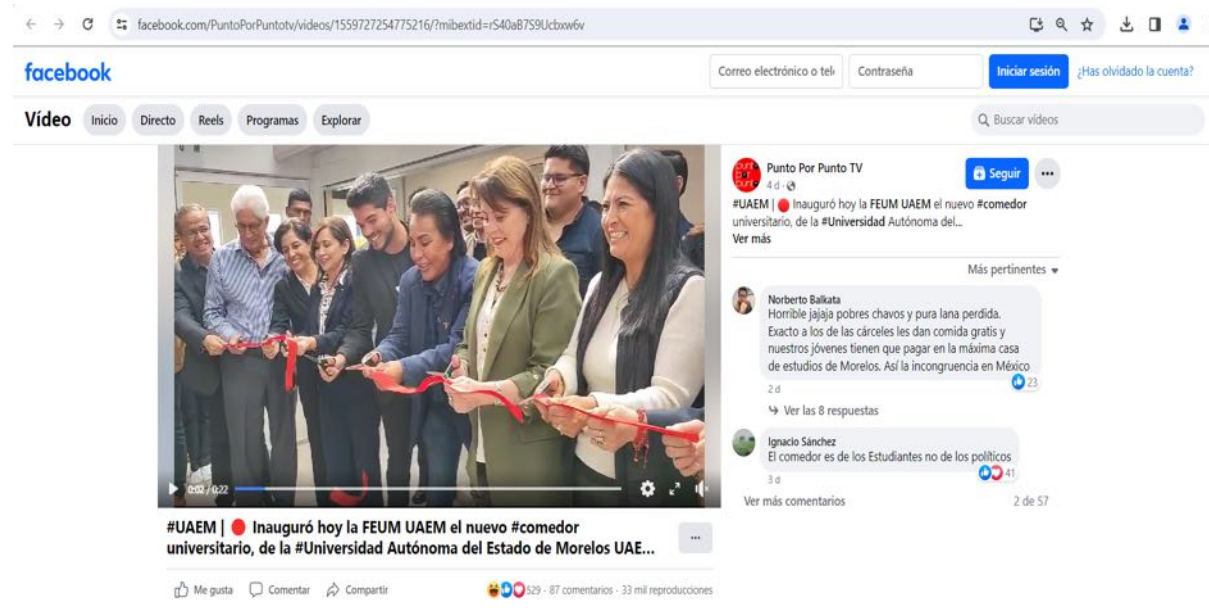 facebook.com/PuntoPorPuntotv/videos/1559727254775216/?mibextid=rS40aB7S9Ucbxw6v
facebook
Correo electrónico o telé
Contraseña
Iniciar sesión
¿Has olvidado la cuenta?
Vídeo
Inicio
Directo
Reels
Programas
Explorar
Buscar vídeos
Punto Por Punto TV
4 d
Seguir
#UAEM | Inauguró hoy la FEUM UAEM el nuevo #comedor
universitario, de la #Universidad Autónoma del...
Ver más
Más pertinentes
Norberto Balkata
Horrible jajaja pobres chavos y pura lana perdida.
Exacto a los de las cárceles les dan comida gratis y
nuestros jóvenes tienen que pagar en la máxima casa
de estudios de Morelos. Así la incongruencia en México
23
2 d
Ver las 8 respuestas
Ignacio Sánchez
El comedor es de los Estudiantes no de los políticos
41
3 d
Ver más comentarios
2 de 57
0:02 / 0:22
#UAEM | Inauguró hoy la FEUM UAEM el nuevo #comedor
universitario, de la #Universidad Autónoma del Estado de Morelos UAE...
Me gusta
Comentar
Compartir
529 · 87 comentarios · 33 mil reproducciones